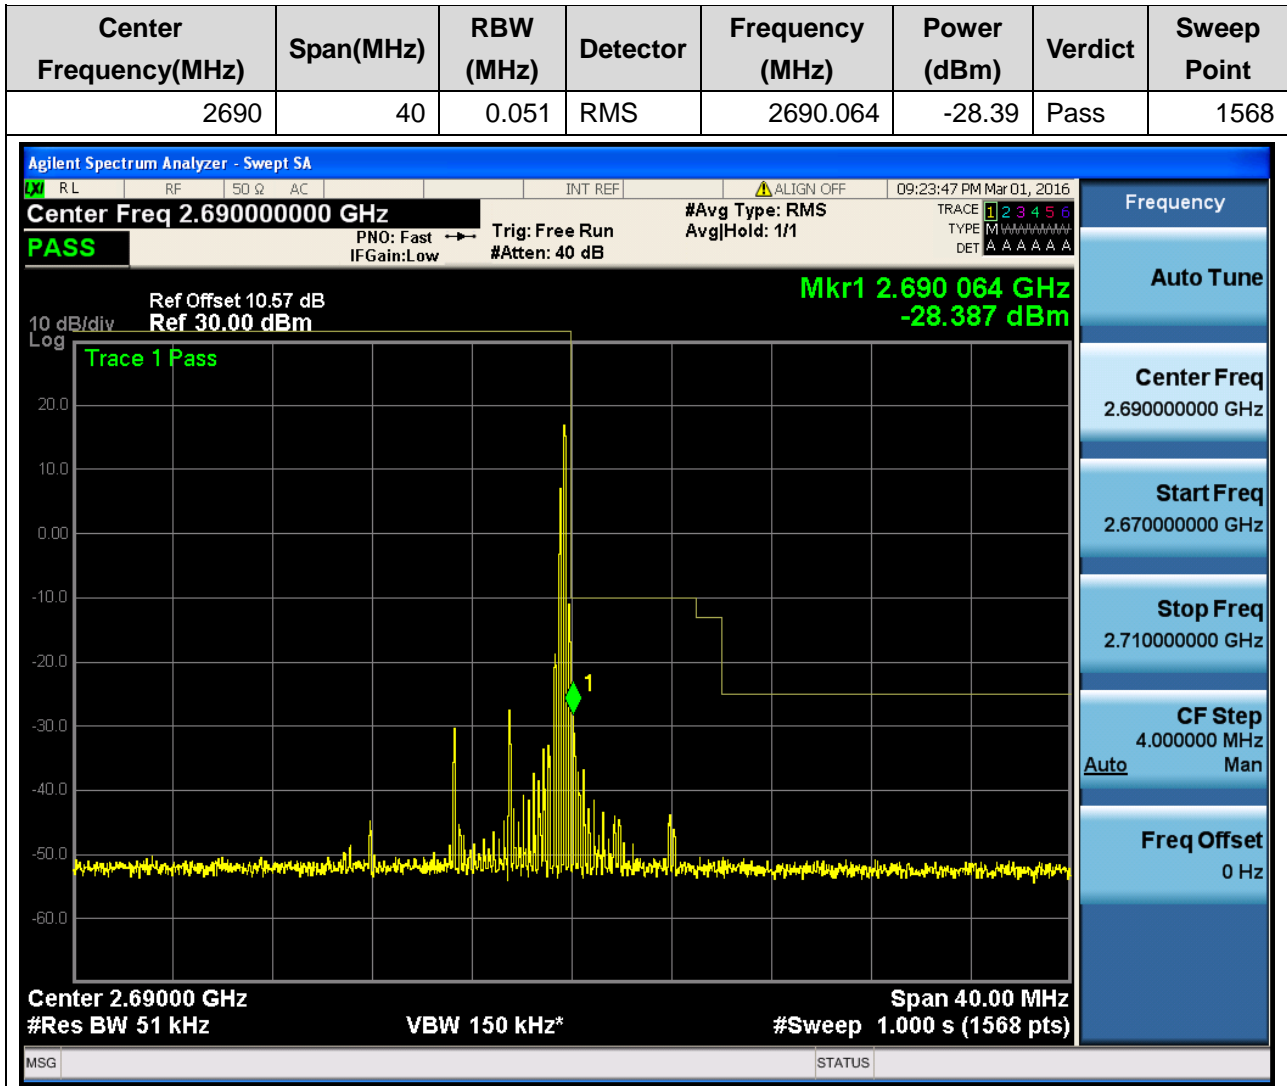 Center Frequency(MHz) Span(MHz) RBW (MHz) Detector Frequency (MHz) Power (dBm) Verdict Sweep Point
2690 40 0.051 RMS 2690.064 -28.39 Pass 1568
Agilent Spectrum Analyzer - Swept SA
LXI RL RF 50 Ω AC INT REF ALIGN OFF 09:23:47 PM Mar 01, 2016
Center Freq 2.690000000 GHz
PASS
PNO: Fast
IFGain:Low
Trig: Free Run
#Atten: 40 dB
#Avg Type: RMS
Avg|Hold: 1/1
TRACE 1 2 3 4 5 6
TYPE M WWWWW
DET A A A A A A
Mkr1 2.690 064 GHz
-28.387 dBm
Ref Offset 10.57 dB
10 dB/div Ref 30.00 dBm
Log
Trace 1 Pass
20.0
10.0
0.00
-10.0
-20.0
-30.0
-40.0
-50.0
-60.0
1
Center 2.69000 GHz Span 40.00 MHz
#Res BW 51 kHz VBW 150 kHz* #Sweep 1.000 s (1568 pts)
MSG STATUS
Frequency
Auto Tune
Center Freq
2.690000000 GHz
Start Freq
2.670000000 GHz
Stop Freq
2.710000000 GHz
CF Step
4.000000 MHz
Auto Man
Freq Offset
0 Hz